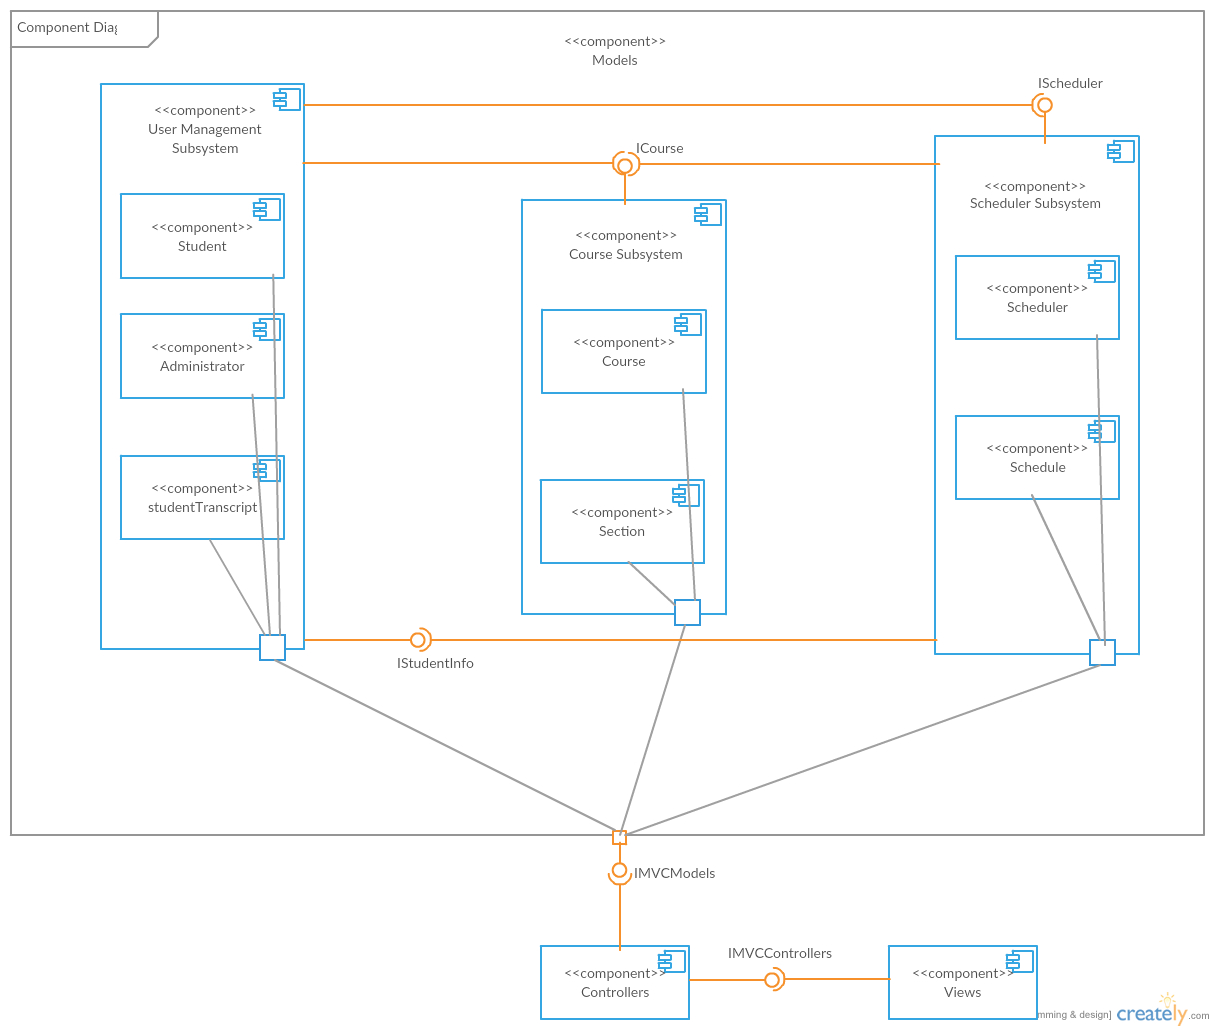 Component Diag
<<component>>
Models
IScheduler
<<component>>
User Management
Subsystem
ICourse
<<component>>
Scheduler Subsystem
<<component>>
Student
<<component>>
Course Subsystem
<<component>>
Scheduler
<<component>>
Administrator
<<component>>
Course
<<component>>
Schedule
<<component>>
studentTranscript
<<component>>
Section
IStudentInfo
IMVCModels
IMVCControllers
<<component>>
Controllers
<<component>>
Views
mming & design]
creately.com